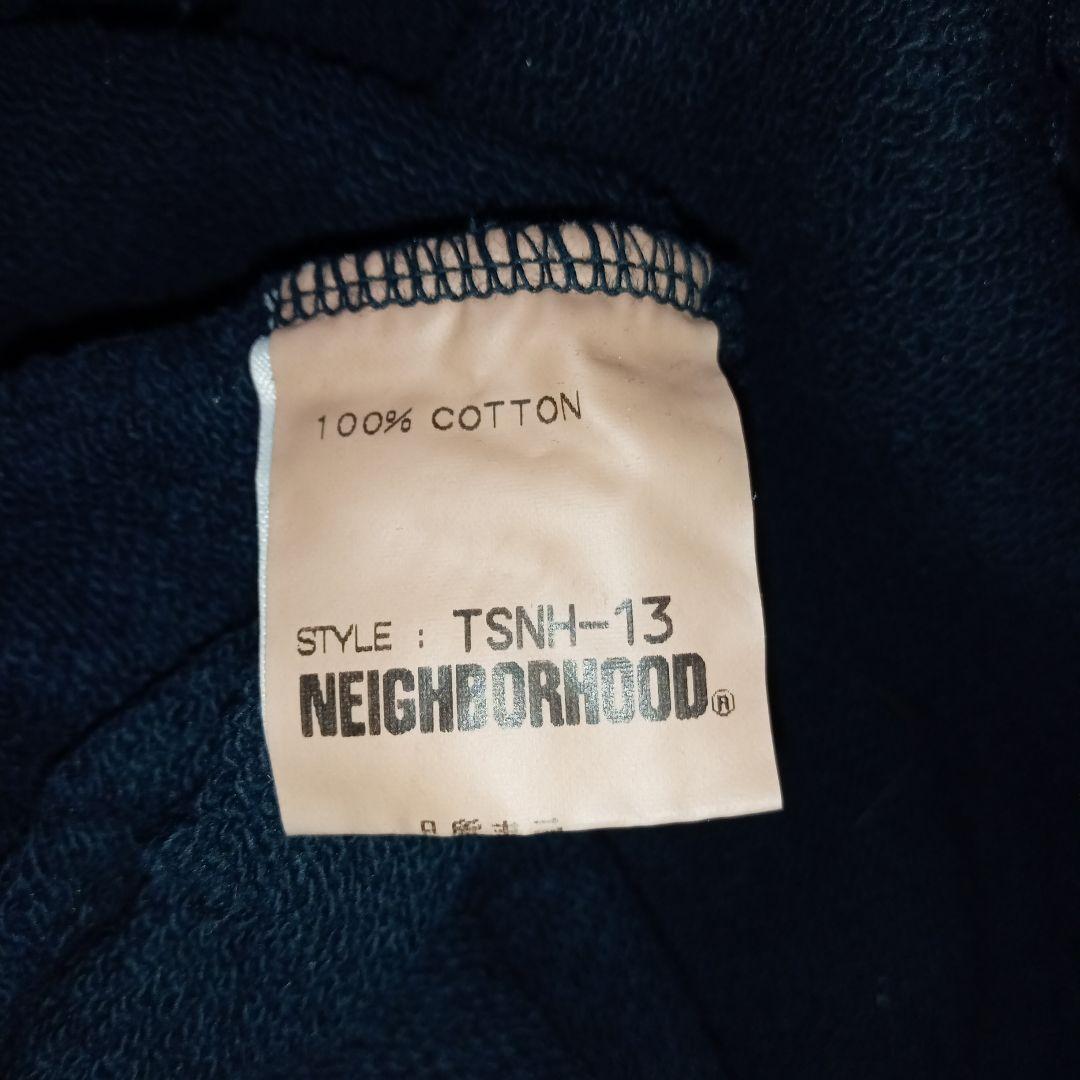 100% COTTON
STYLE : TSNH-13
NEIGHBORHOOD®